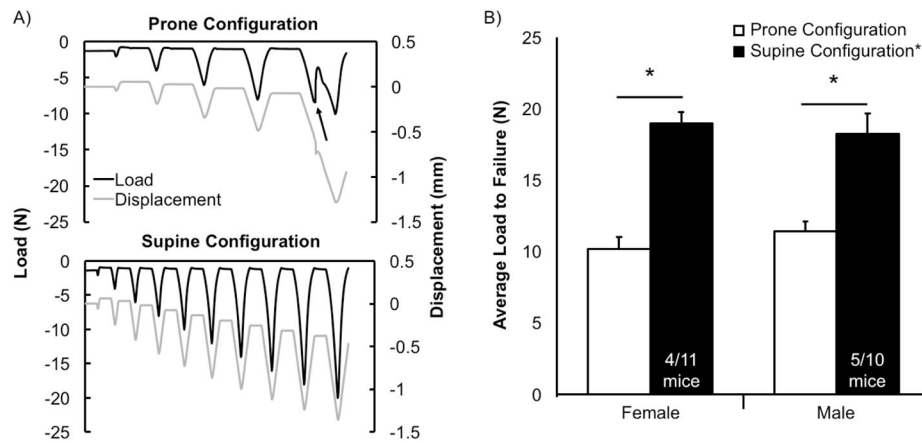 A)
Prone Configuration
0
-5
-10
-15
-20
-25
0.5
0
-0.5
-1
-1.5
Load
Displacement
Supine Configuration
0
-5
-10
-15
-20
-25
0.5
0
-0.5
-1
-1.5
Load (N)
Displacement (mm)
B)
Prone Configuration
Supine Configuration*
25
20
15
10
5
0
Average Load to Failure (N)
*
*
4/11
mice
5/10
mice
Female
Male